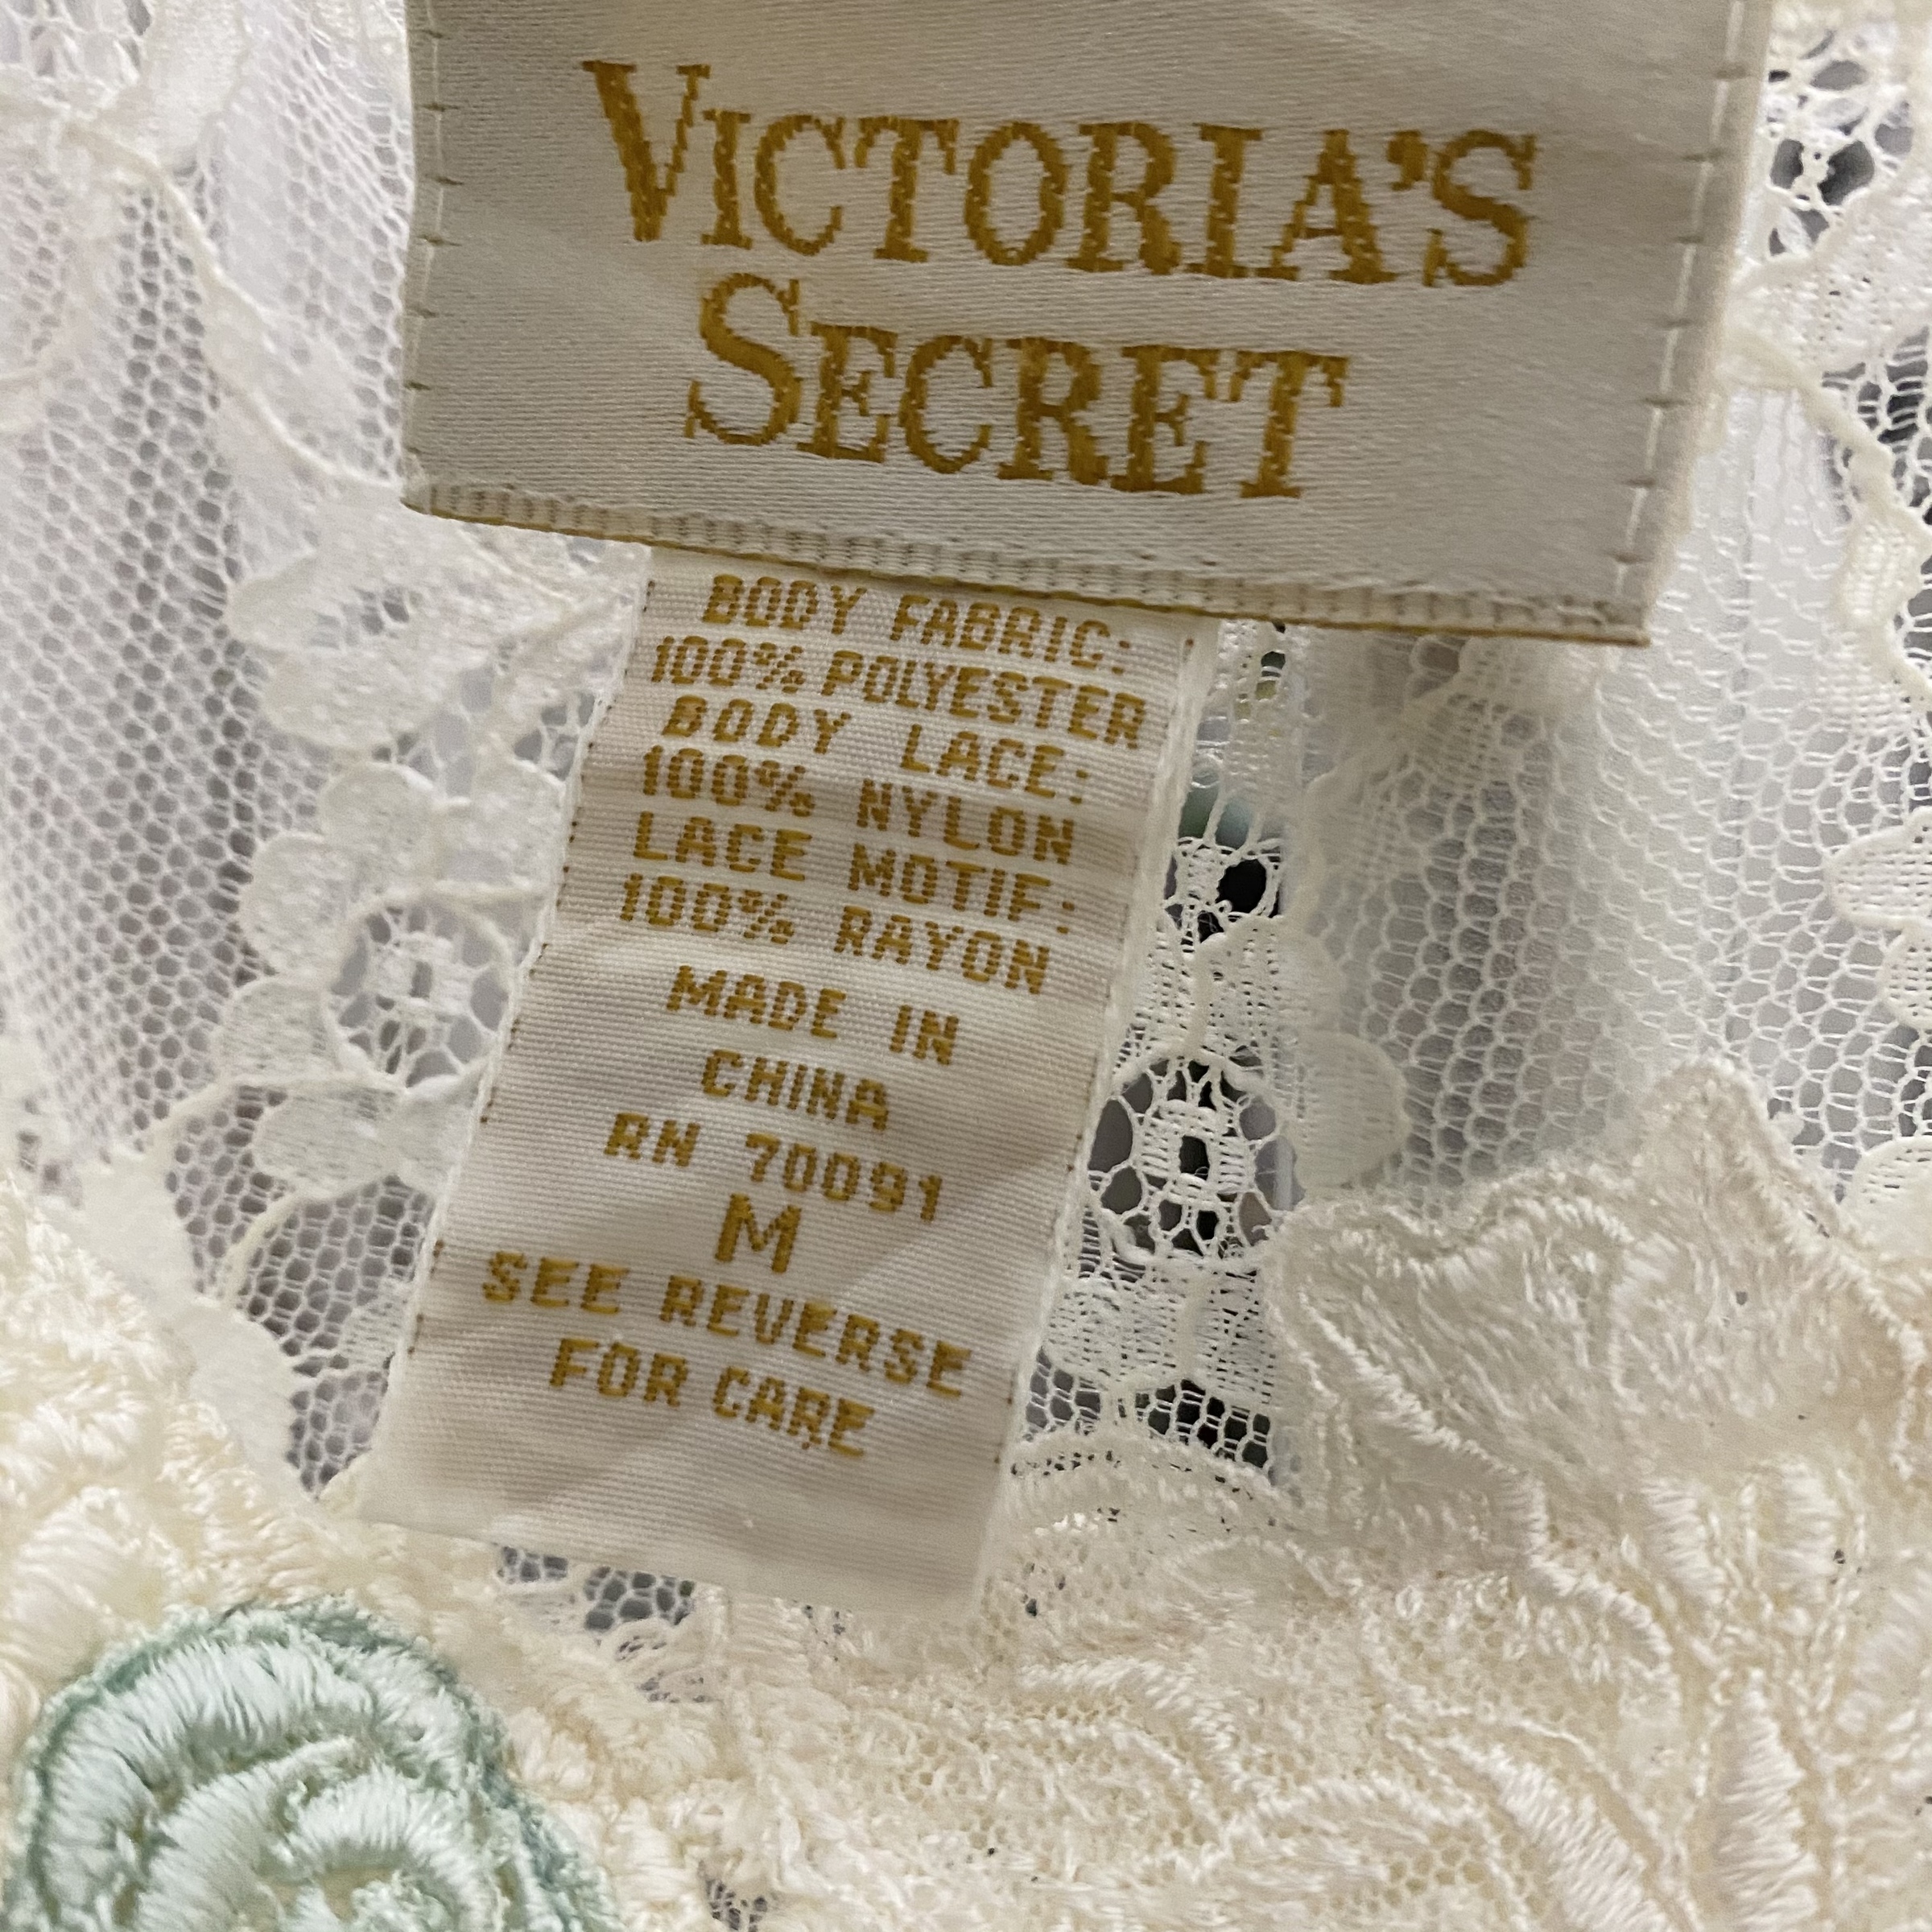 VICTORIA'S
SECRET
BODY FABRIC:
100% POLYESTER
BODY LACE:
100% NYLON
LACE MOTIF:
100% RAYON
MADE IN
CHINA
RN 70091
M
SEE REVERSE
FOR CARE